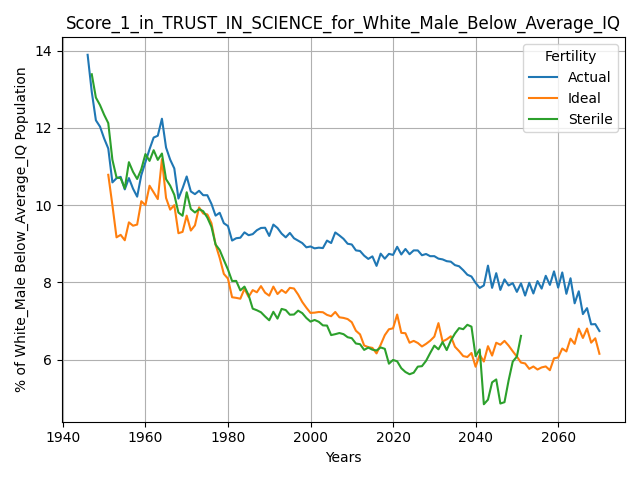 Score_1_in_TRUST_IN_SCIENCE_for_White_Male_Below_Average_IQ
% of White_Male Below_Average_IQ Population
14
12
10
8
6
Fertility
Actual
Ideal
Sterile
1940 1960 1980 2000 2020 2040 2060
Years